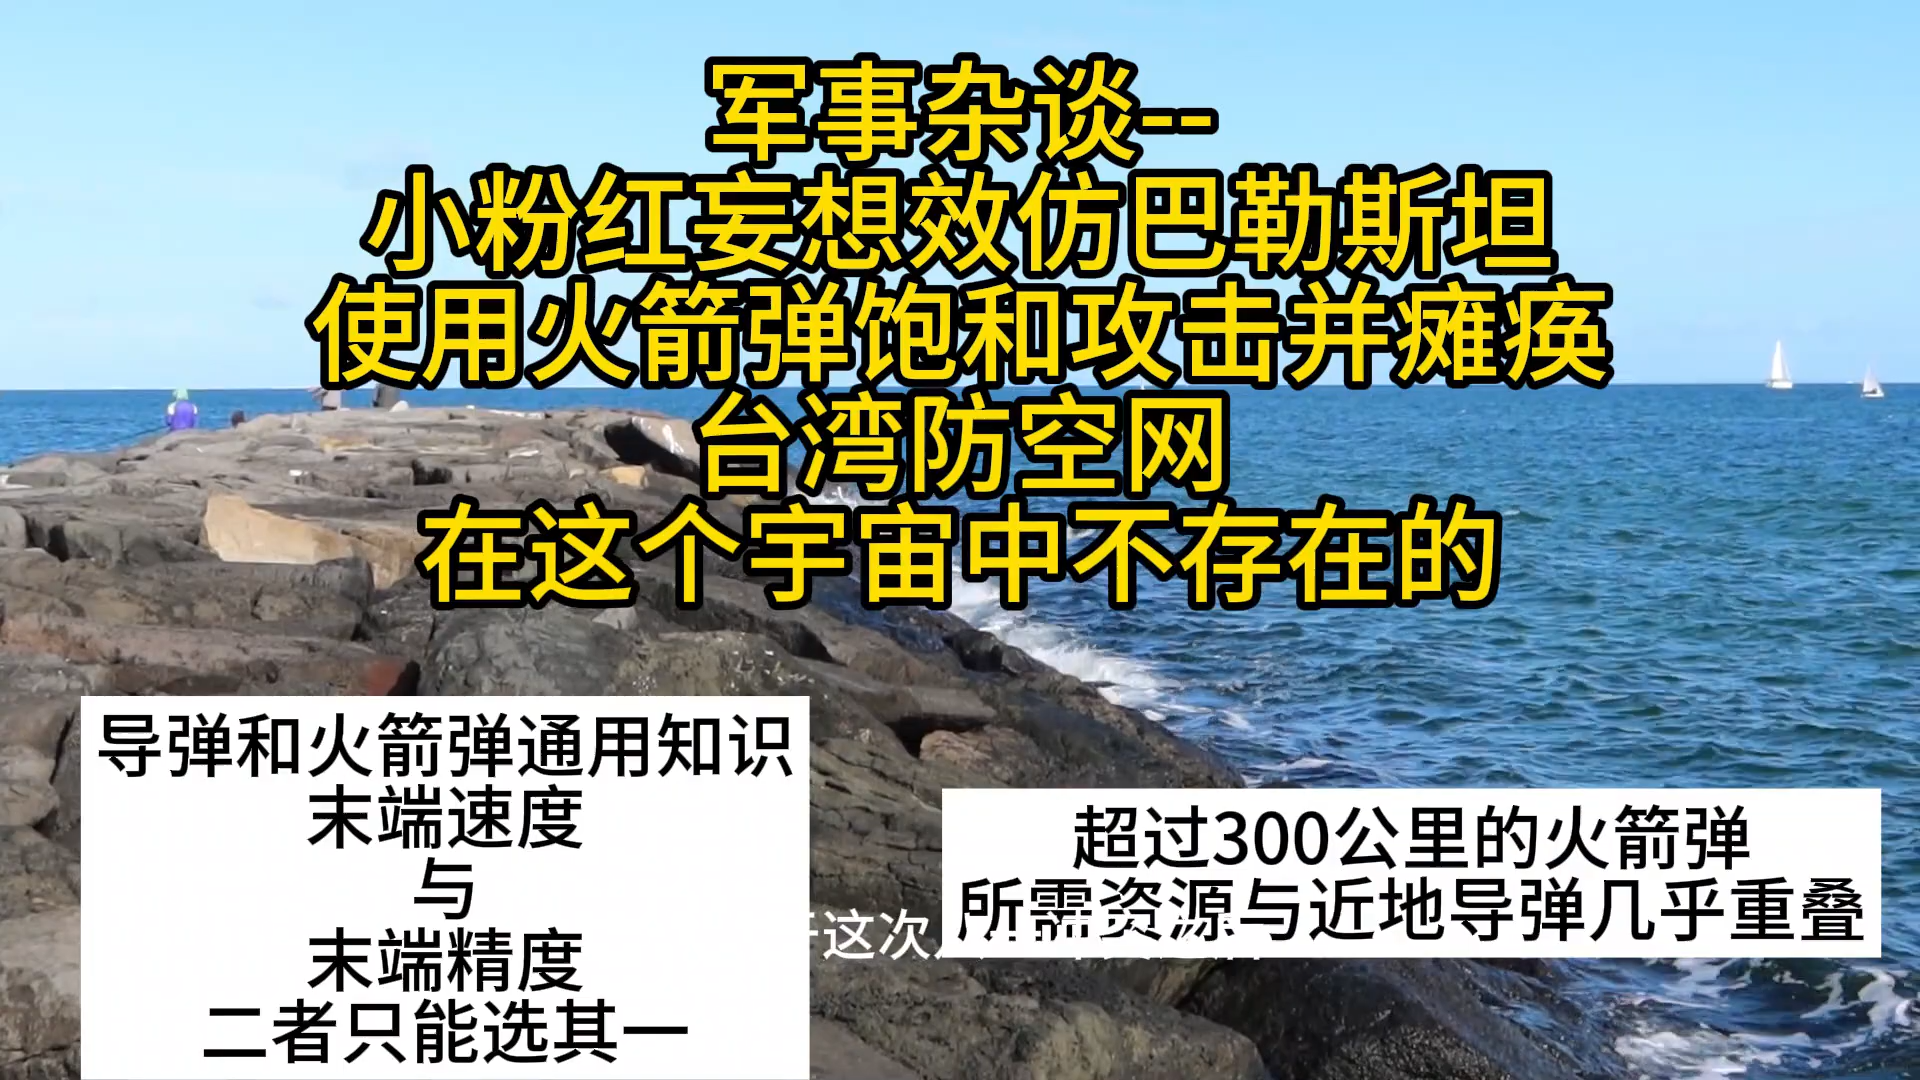 军事杂谈--
小粉红妄想效仿巴勒斯坦
使用火箭弹饱和攻击并瘫痪
台湾防空网
在这个宇宙中不存在的
导弹和火箭弹通用知识
末端速度
与
末端精度
二者只能选其一
超过300公里的火箭弹
所需资源与近地导弹几乎重叠
这次